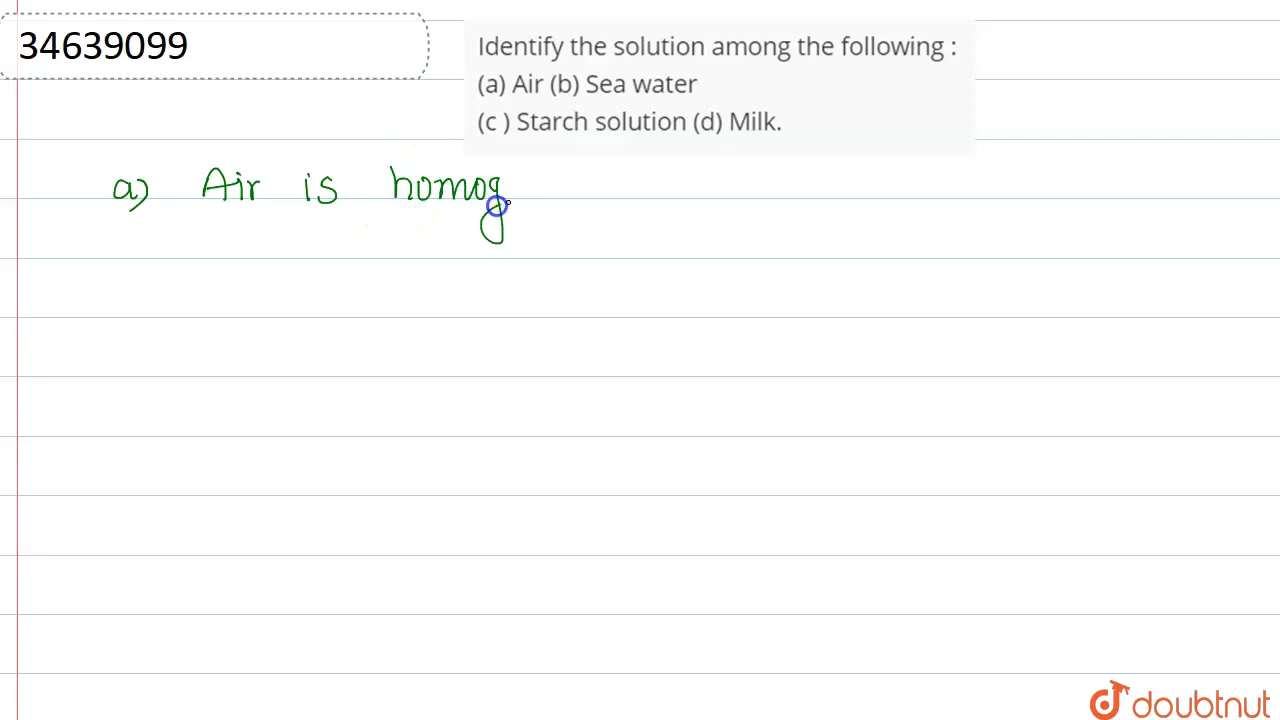 34639099
Identify the solution among the following :
(a) Air (b) Sea water
(c ) Starch solution (d) Milk.
a) Air is homog
doubtnut